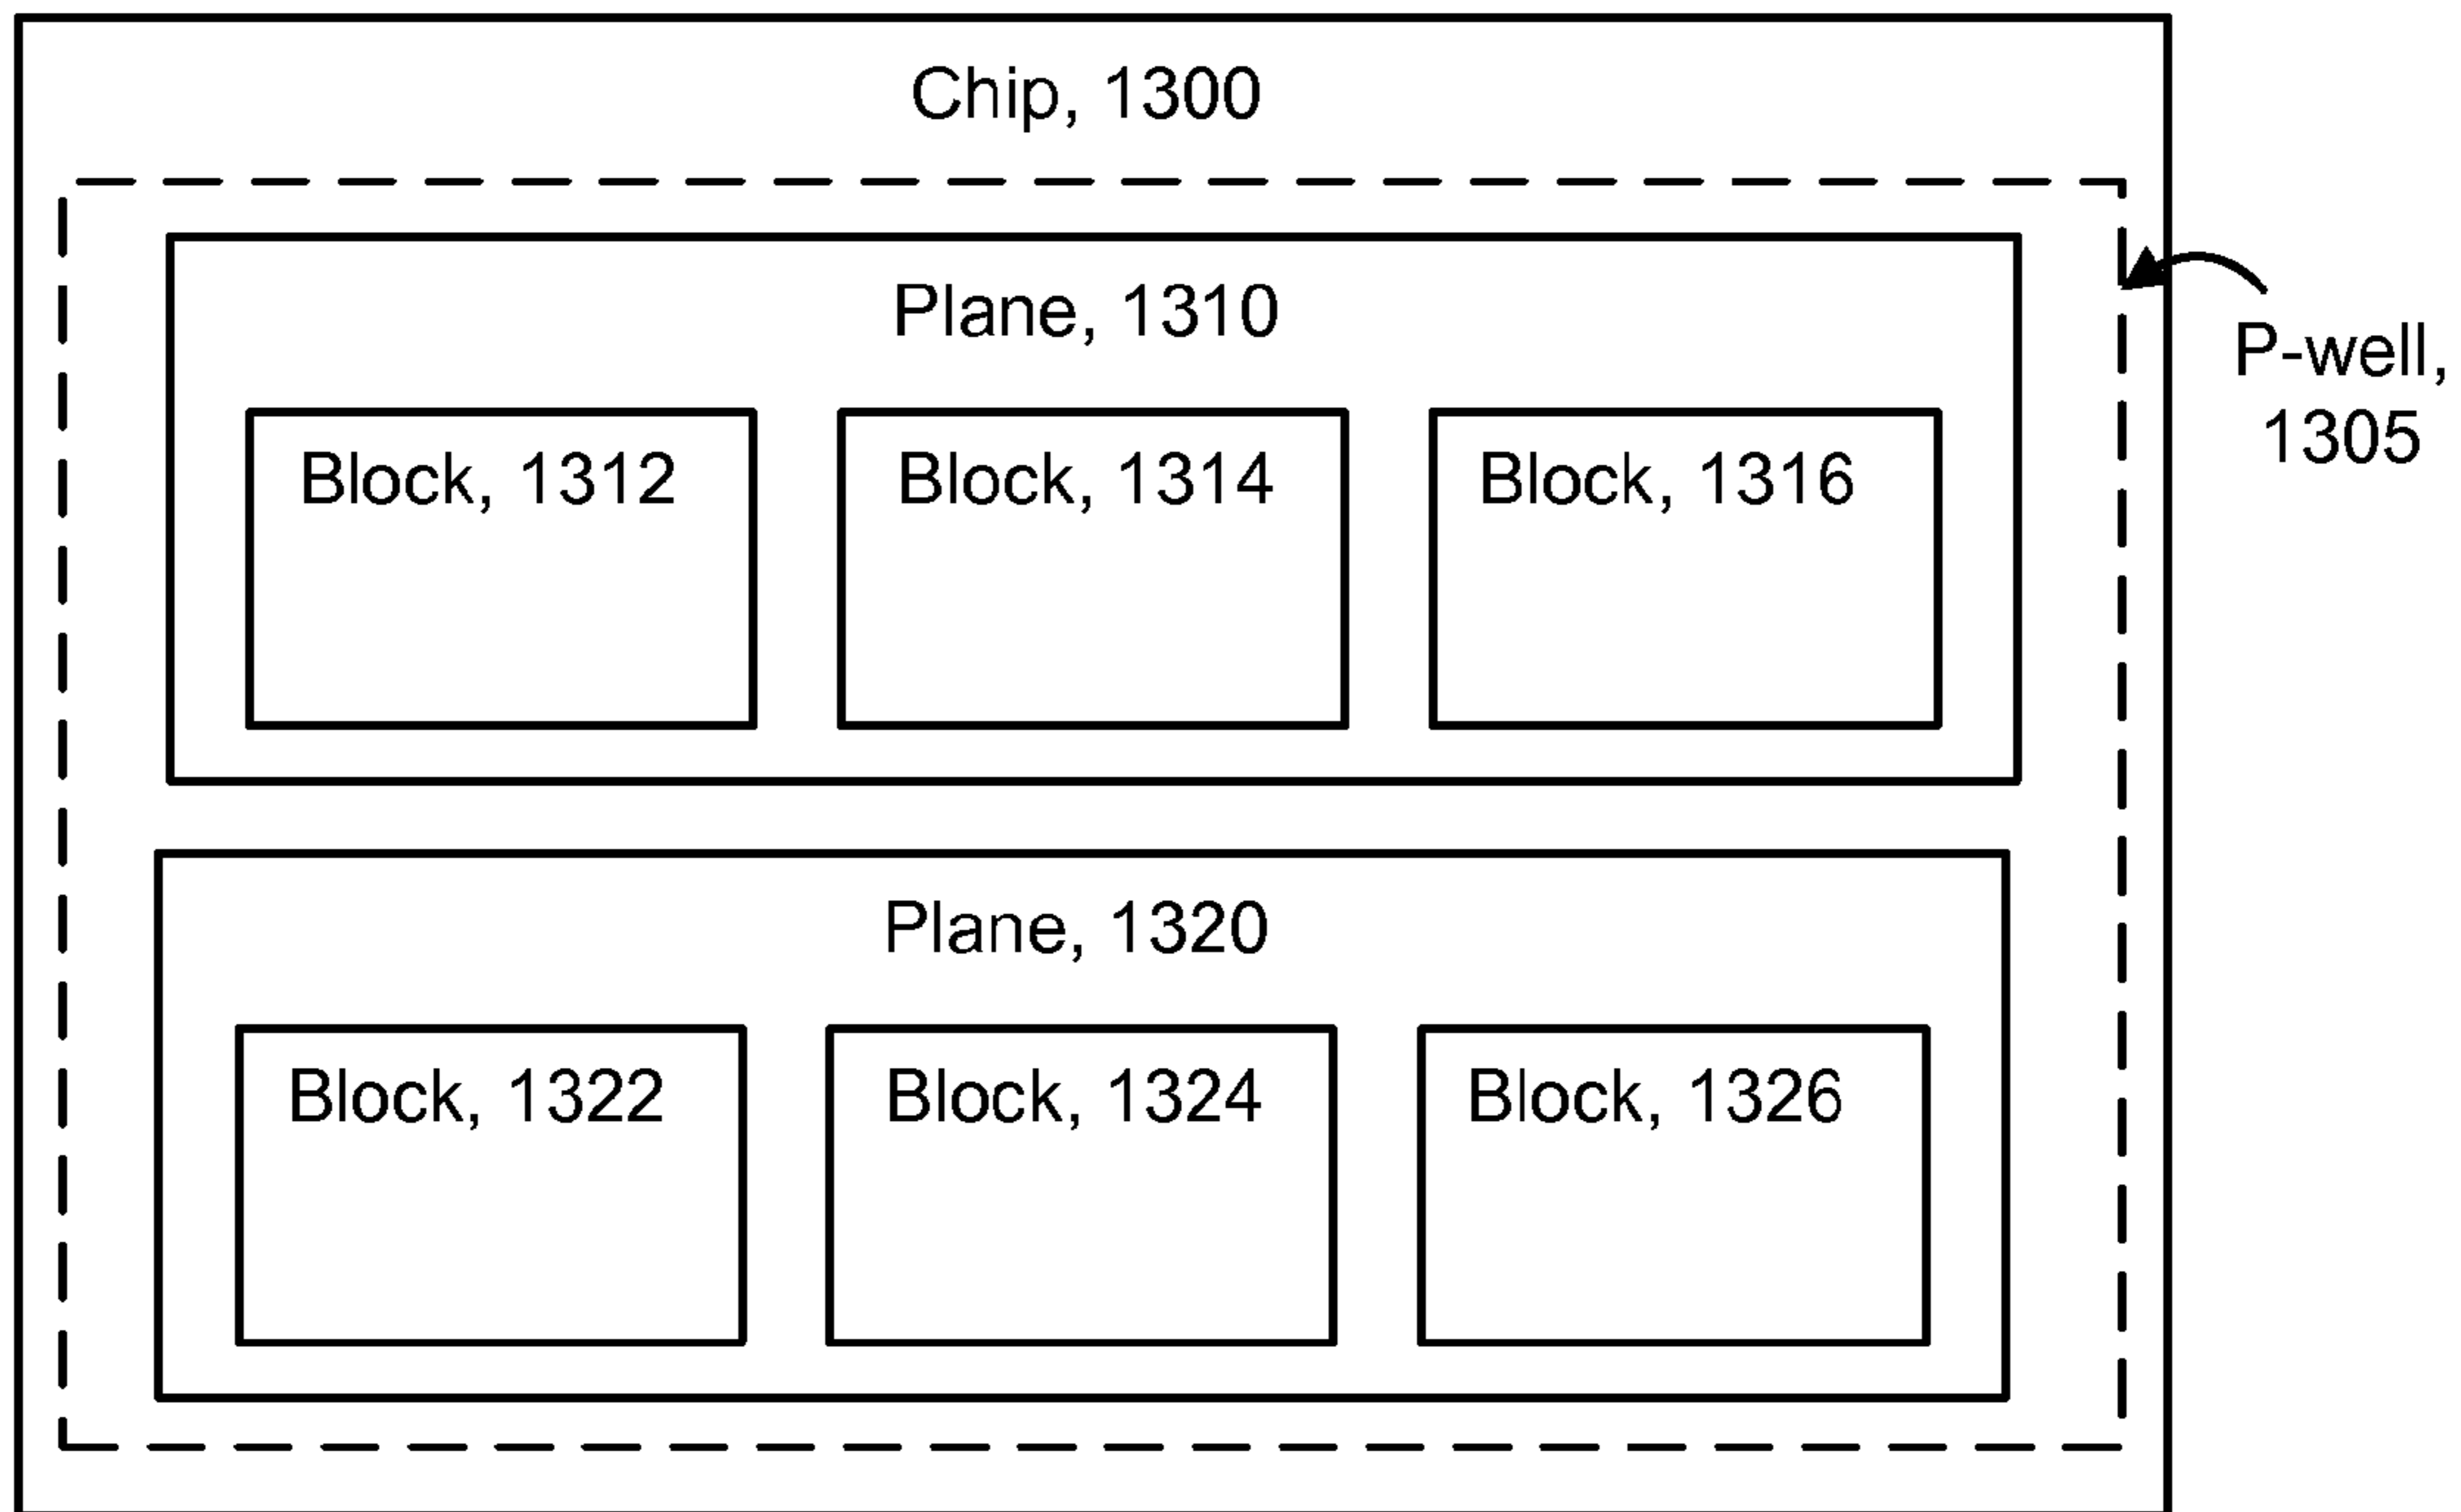 Chip, 1300
Plane, 1310
P-well,
1305
Block, 1312
Block, 1314
Block, 1316
Plane, 1320
Block, 1322
Block, 1324
Block, 1326